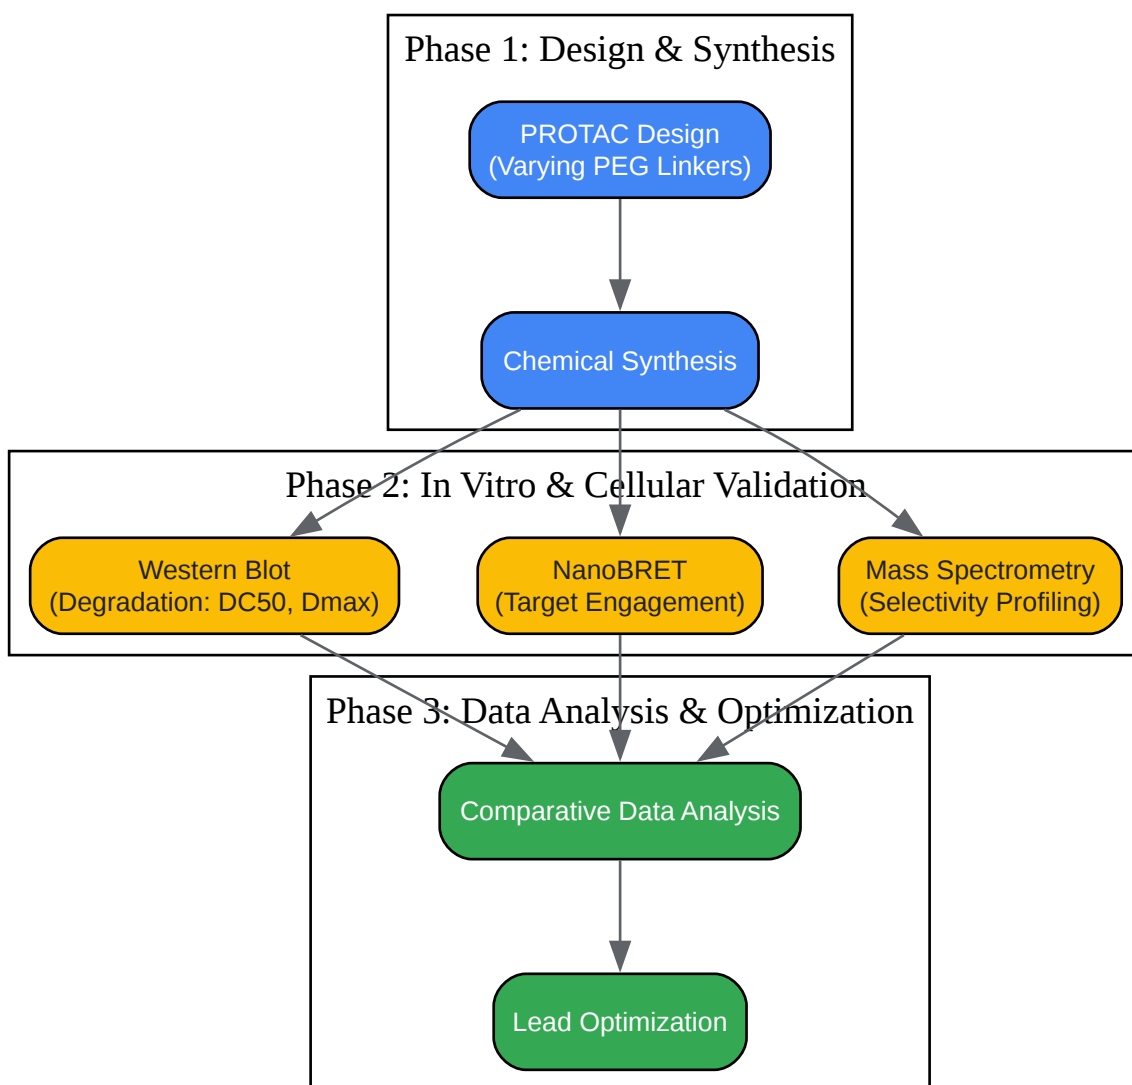 Phase 1: Design & Synthesis
PROTAC Design
(Varying PEG Linkers)
Chemical Synthesis
Phase 2: In Vitro & Cellular Validation
Western Blot
(Degradation: DC50, Dmax)
NanoBRET
(Target Engagement)
Mass Spectrometry
(Selectivity Profiling)
Phase 3: Data Analysis & Optimization
Comparative Data Analysis
Lead Optimization